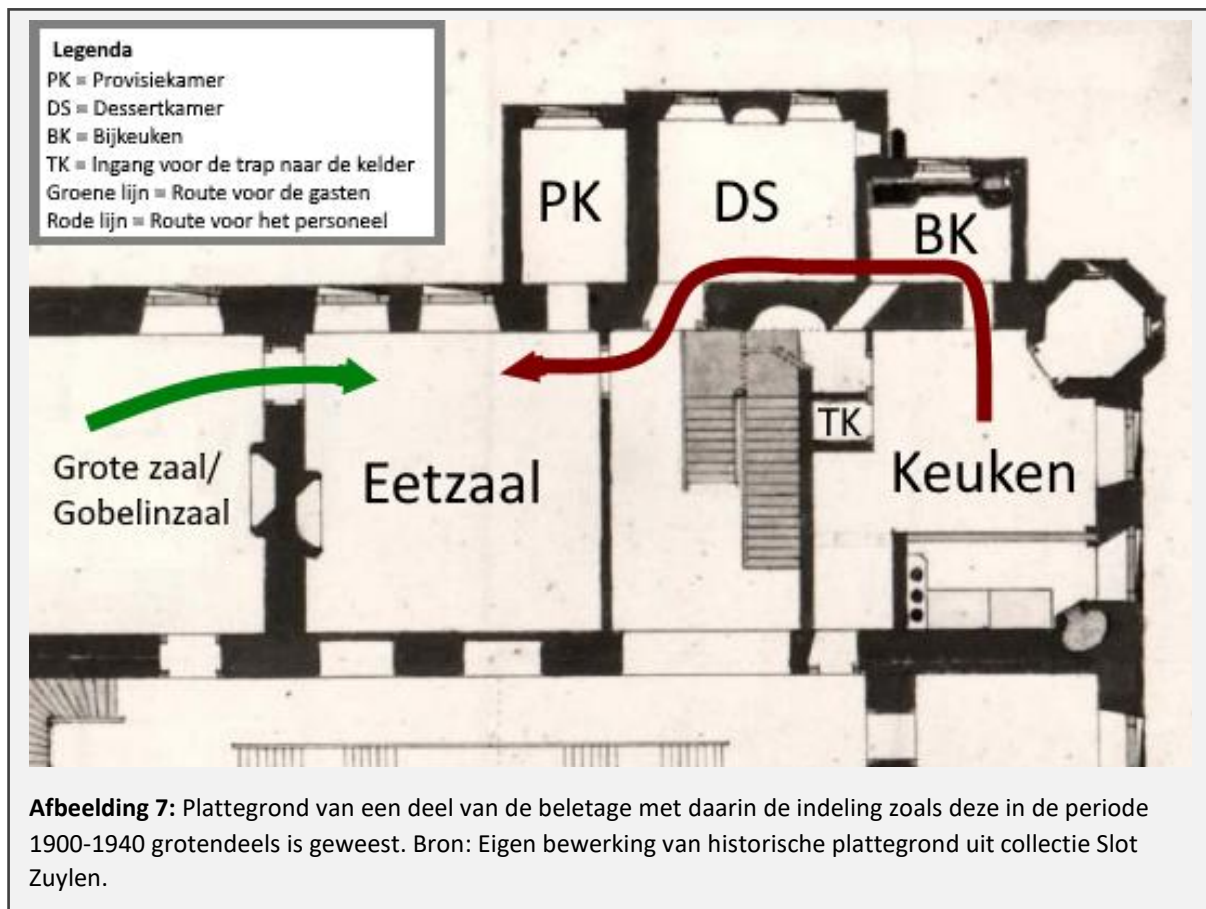 Legenda
PK = Provisiekamer
DS = Dessertkamer
BK = Bijkeuken
TK = Ingang voor de trap naar de kelder
Groene lijn = Route voor de gasten
Rode lijn = Route voor het personeel
PK
DS
BK
TK
Keuken
Eetzaal
Grote zaal/
Gobelinzaal
Afbeelding 7: Plattegrond van een deel van de beletage met daarin de indeling zoals deze in de periode
1900-1940 grotendeels is geweest. Bron: Eigen bewerking van historische plattegrond uit collectie Slot
Zuylen.